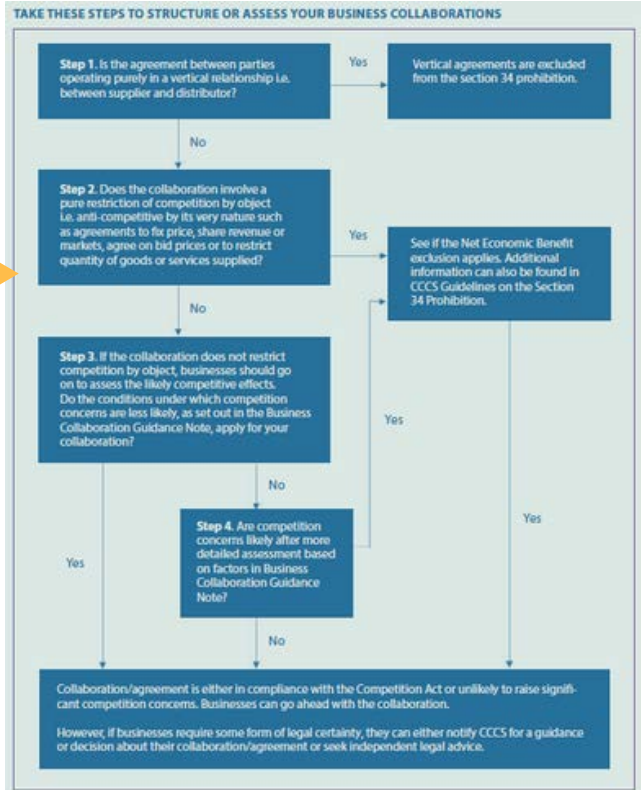 TAKE THESE STEPS TO STRUCTURE OR ASSESS YOUR BUSINESS COLLABORATIONS
Step 1. Is the agreement between parties
operating purely in a vertical relationship i.e.
between supplier and distributor?
Yes
Vertical agreements are excluded
from the section 34 prohibition.
No
Step 2. Does the collaboration involve a
pure restriction of competition by object
i.e. anti-competitive by its very nature such
as agreements to fix price, share revenue or
markets, agree on bid prices or to restrict
quantity of goods or services supplied?
Yes
See if the Net Economic Benefit
exclusion applies. Additional
information can also be found in
CCCS Guidelines on the Section
34 Prohibition.
No
Step 3. If the collaboration does not restrict
competition by object, businesses should go
on to assess the likely competitive effects.
Do the conditions under which competition
concerns are less likely, as set out in the Business
Collaboration Guidance Note, apply for your
collaboration?
Yes
No
Step 4. Are competition
concerns likely after more
detailed assessment based
on factors in Business
Collaboration Guidance
Note?
Yes
Yes
No
Collaboration/agreement is either in compliance with the Competition Act or unlikely to raise signifi-
cant competition concerns. Businesses can go ahead with the collaboration.
However, if businesses require some form of legal certainty, they can either notify CCCS for a guidance
or decision about their collaboration/agreement or seek independent legal advice.